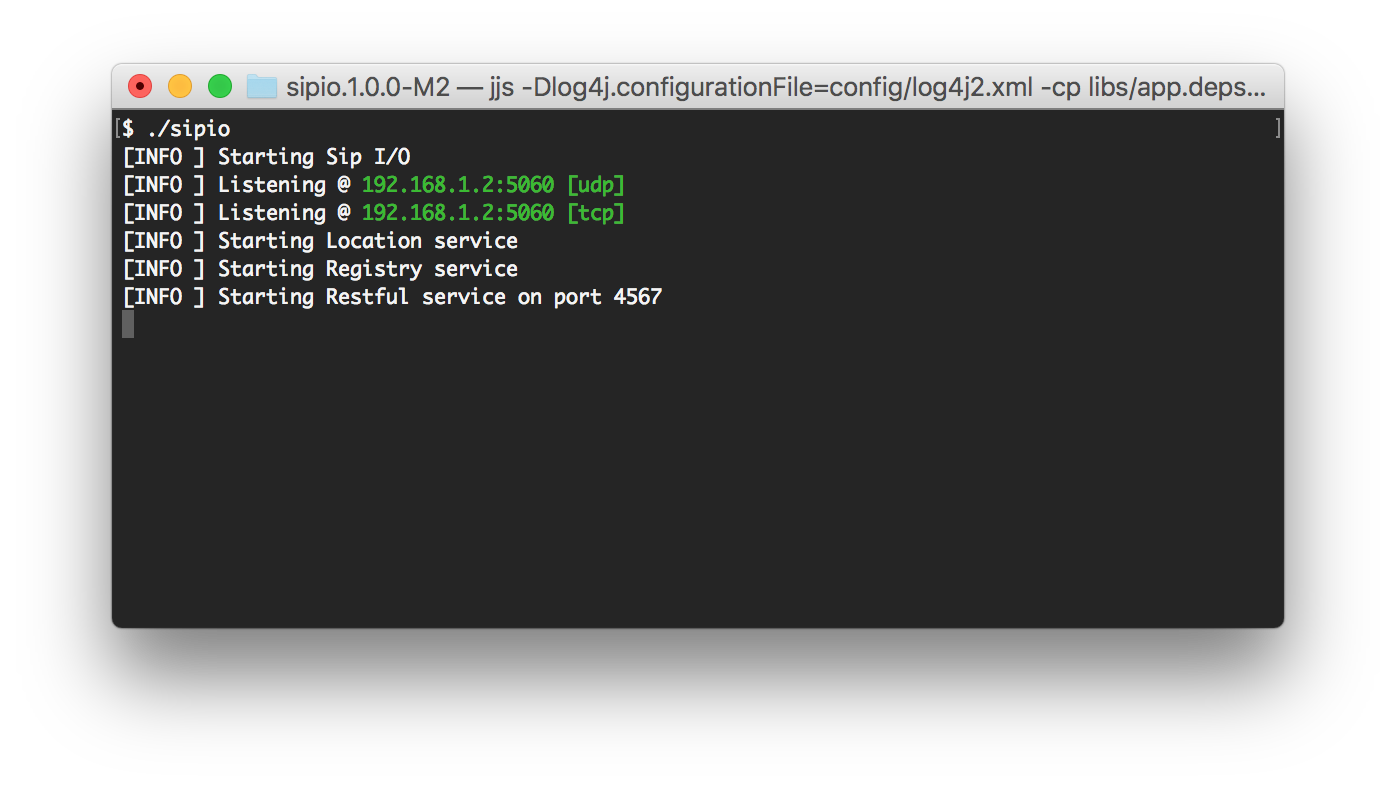 sipio.1.0.0-M2 — jjs -Dlog4j.configurationFile=config/log4j2.xml -cp libs/app.deps...
[$ ./sipio ]
[INFO ] Starting Sip I/O
[INFO ] Listening @ 192.168.1.2:5060 [udp]
[INFO ] Listening @ 192.168.1.2:5060 [tcp]
[INFO ] Starting Location service
[INFO ] Starting Registry service
[INFO ] Starting Restful service on port 4567